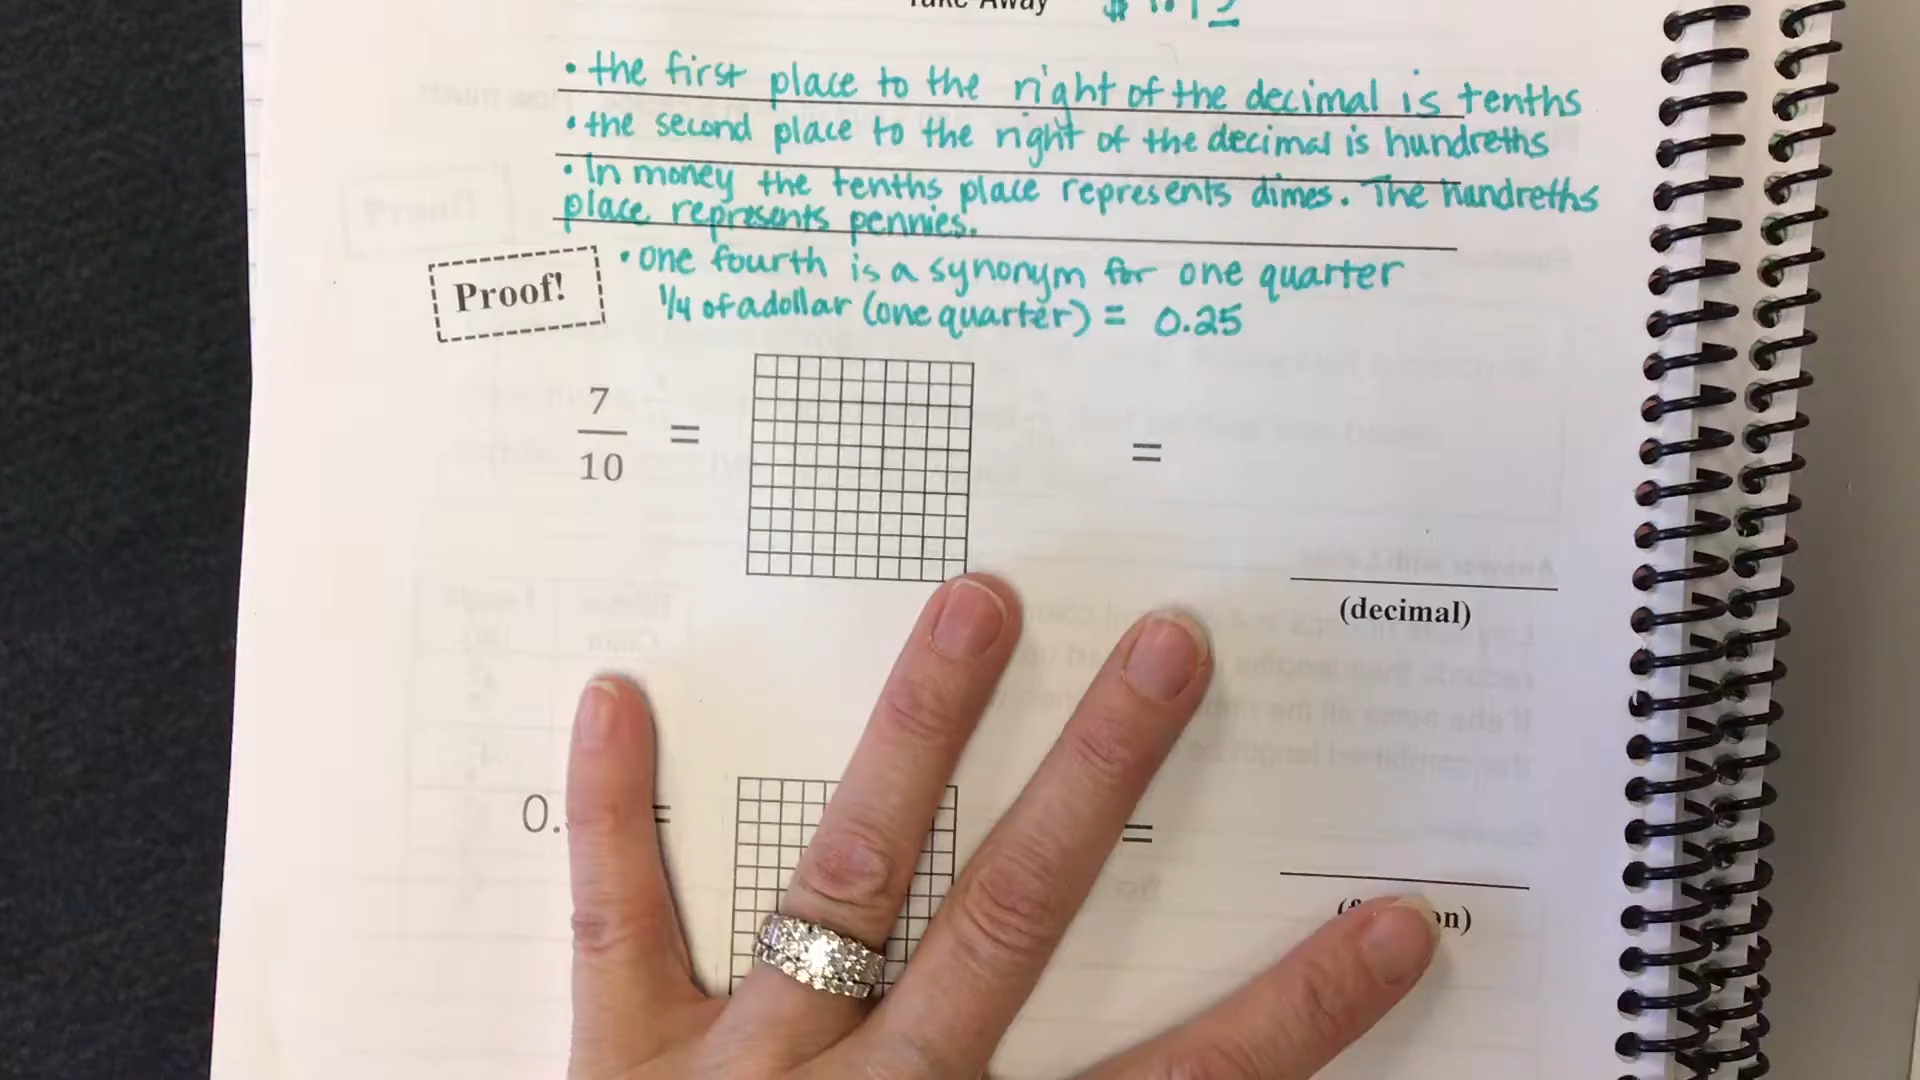 Take-Away
• the first place to the right of the decimal is tenths
• the second place to the right of the decimal is hundreths
• In money the tenths place represents dimes. The hundreths
place represents pennies.
Proof!
• one fourth is a synonym for one quarter
1/4 of a dollar (one quarter) = 0.25
7/10 = =
(decimal)
0. = =